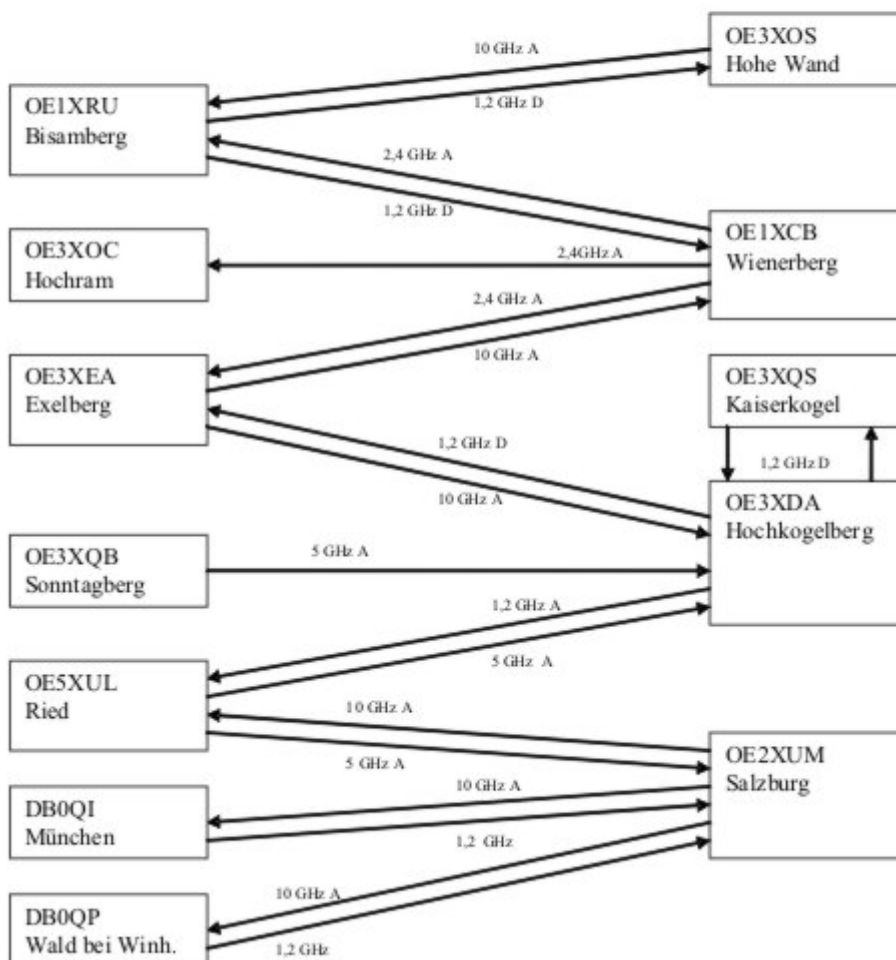 10 GHz A
OE3XOS
Hohe Wand
OE1XRU
Bisamberg
1,2 GHz D
2,4 GHz A
1,2 GHz D
OE1XCB
Wienerberg
OE3XOC
Hochram
2,4GHz A
2,4 GHz A
10 GHz A
OE3XEA
Exelberg
OE3XQS
Kaiserkogel
1,2 GHz D
1,2 GHz D
10 GHz A
OE3XDA
Hochkogelberg
OE3XQB
Sonntagberg
5 GHz A
1,2 GHz A
5 GHz A
OE5XUL
Ried
10 GHz A
5 GHz A
OE2XUM
Salzburg
DB0QI
München
10 GHz A
1,2 GHz
DB0QP
Wald bei Winh.
10 GHz A
1,2 GHz